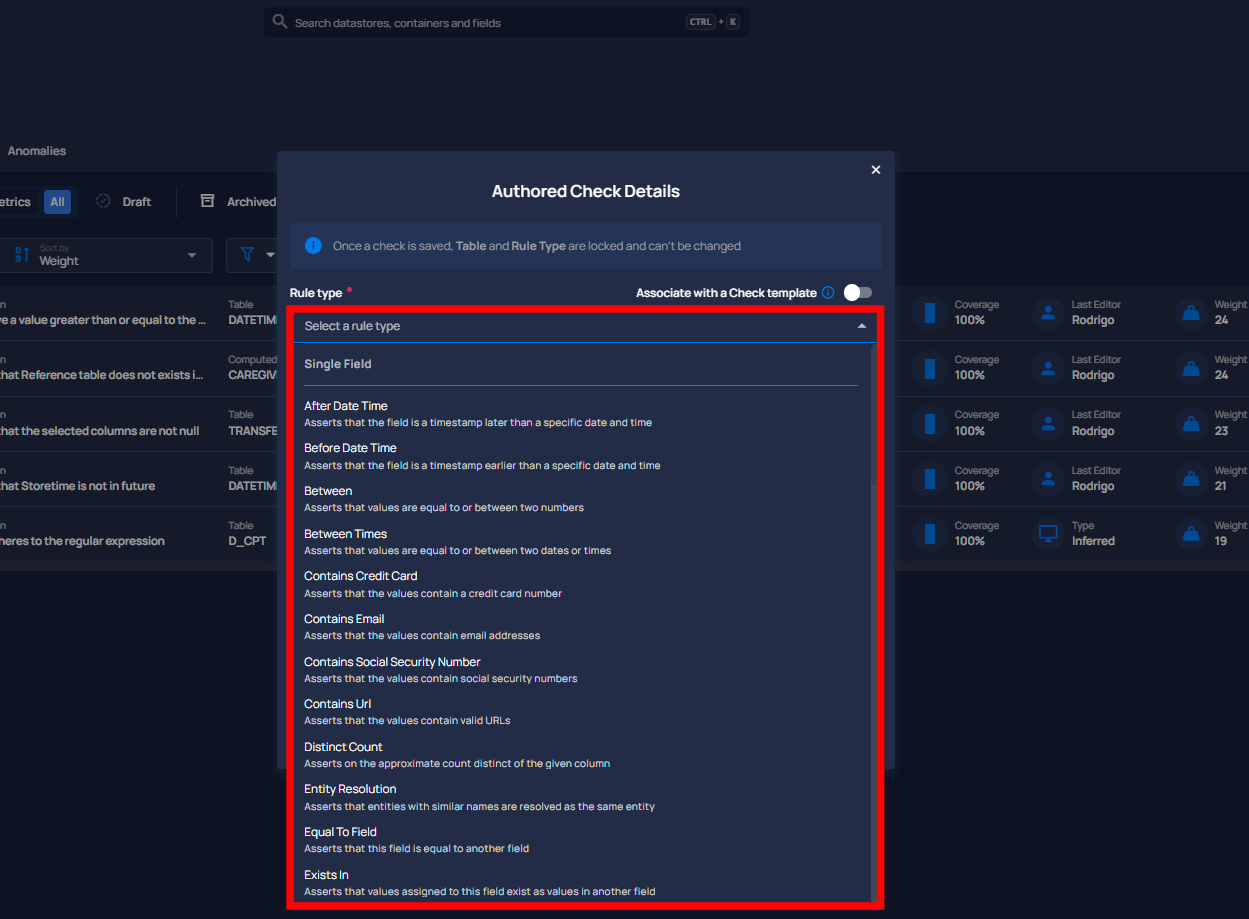 Search datastores, containers and fields CTRL + K
Anomalies
etrics All Draft Archived
Sort by
Weight
Authored Check Details
Once a check is saved, Table and Rule Type are locked and can't be changed
Rule type * Associate with a Check template
Select a rule type
Single Field
After Date Time
Asserts that the field is a timestamp later than a specific date and time
Before Date Time
Asserts that the field is a timestamp earlier than a specific date and time
Between
Asserts that values are equal to or between two numbers
Between Times
Asserts that values are equal to or between two dates or times
Contains Credit Card
Asserts that the values contain a credit card number
Contains Email
Asserts that the values contain email addresses
Contains Social Security Number
Asserts that the values contain social security numbers
Contains Url
Asserts that the values contain valid URLs
Distinct Count
Asserts on the approximate count distinct of the given column
Entity Resolution
Asserts that entities with similar names are resolved as the same entity
Equal To Field
Asserts that this field is equal to another field
Exists In
Asserts that values assigned to this field exist as values in another field
n Table Coverage Last Editor Weight
e a value greater than or equal to the ... DATETIM 100% Rodrigo 24
n Computed Coverage Last Editor Weight
that Reference table does not exists i... CAREGIV 100% Rodrigo 24
n Table Coverage Last Editor Weight
hat the selected columns are not null TRANSFE 100% Rodrigo 23
n Table Coverage Last Editor Weight
that Storetime is not in future DATETIM 100% Rodrigo 21
n Table Coverage Type Weight
heres to the regular expression D_CPT 100% Inferred 19